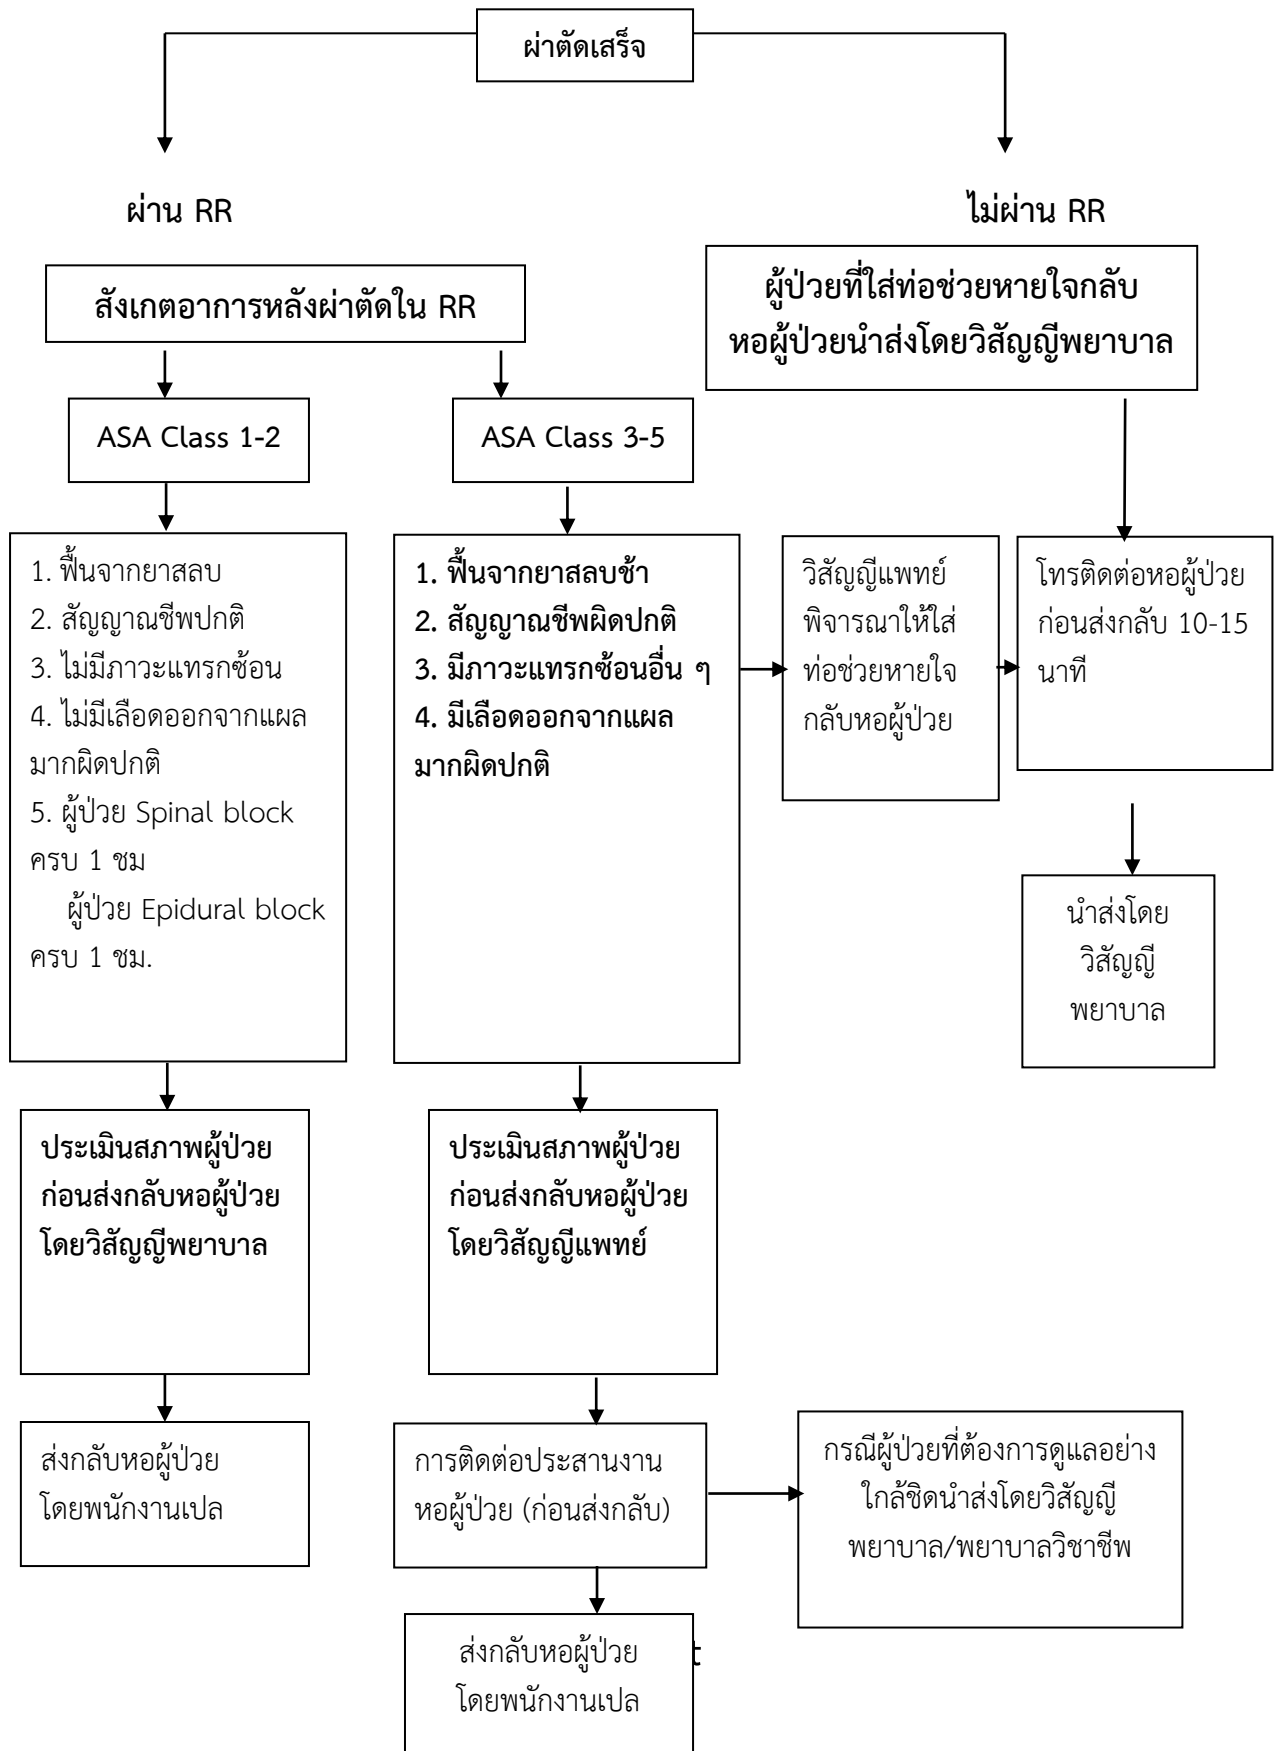 ผ่าตัดเสร็จ
ผ่าน RR
ไม่ผ่าน RR
สังเกตอาการหลังผ่าตัดใน RR
ผู้ป่วยที่ใส่ท่อช่วยหายใจกลับ
หอผู้ป่วยนำส่งโดยวิสัญญีพยาบาล
ASA Class 1-2
ASA Class 3-5
1. ฟื้นจากยาสลบ
2. สัญญาณชีพปกติ
3. ไม่มีภาวะแทรกซ้อน
4. ไม่มีเลือดออกจากแผล
มากผิดปกติ
5. ผู้ป่วย Spinal block
ครบ 1 ชม
ผู้ป่วย Epidural block
ครบ 1 ชม.
1. ฟื้นจากยาสลบช้า
2. สัญญาณชีพผิดปกติ
3. มีภาวะแทรกซ้อนอื่น ๆ
4. มีเลือดออกจากแผล
มากผิดปกติ
วิสัญญีแพทย์
พิจารณาให้ใส่
ท่อช่วยหายใจ
กลับหอผู้ป่วย
โทรติดต่อหอผู้ป่วย
ก่อนส่งกลับ 10-15
นาที
นำส่งโดย
วิสัญญี
พยาบาล
ประเมินสภาพผู้ป่วย
ก่อนส่งกลับหอผู้ป่วย
โดยวิสัญญีพยาบาล
ประเมินสภาพผู้ป่วย
ก่อนส่งกลับหอผู้ป่วย
โดยวิสัญญีแพทย์
ส่งกลับหอผู้ป่วย
โดยพนักงานเปล
การติดต่อประสานงาน
หอผู้ป่วย (ก่อนส่งกลับ)
กรณีผู้ป่วยที่ต้องการดูแลอย่าง
ใกล้ชิดนำส่งโดยวิสัญญี
พยาบาล/พยาบาลวิชาชีพ
ส่งกลับหอผู้ป่วย
โดยพนักงานเปล